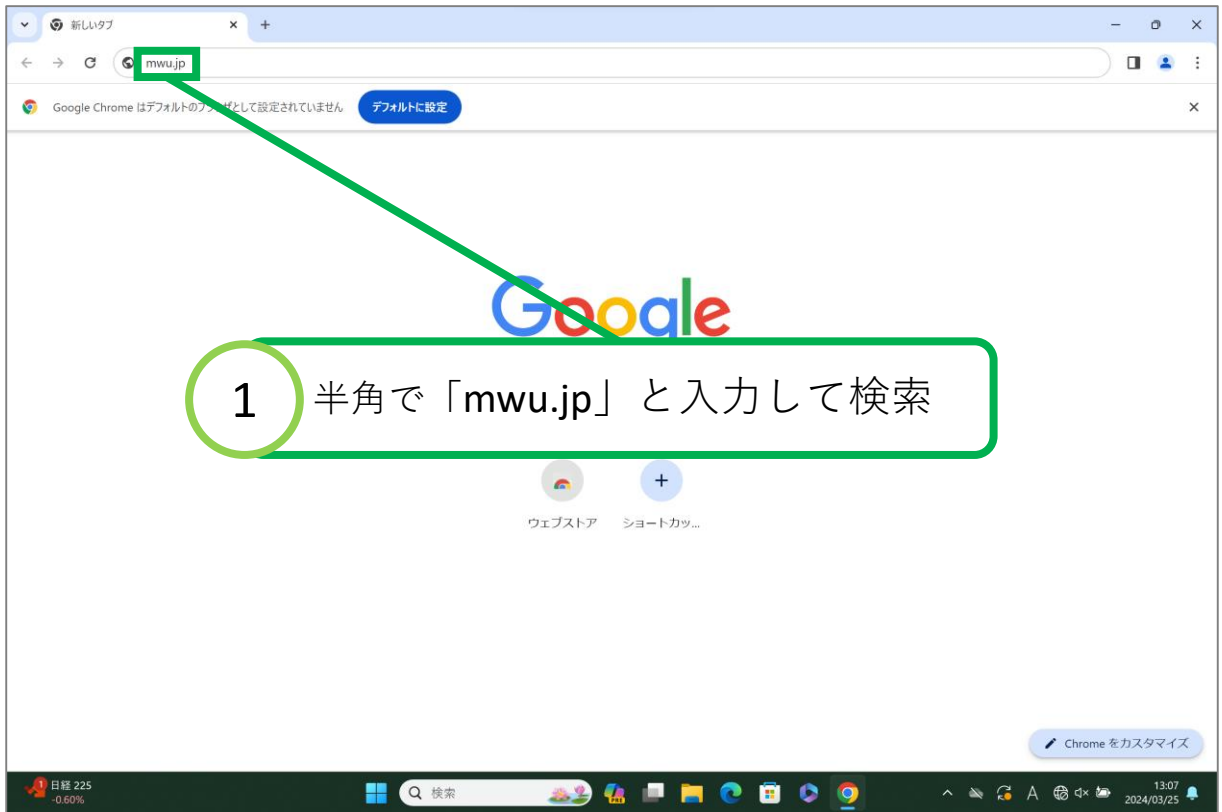 新しいタブ
mwu.jp
Google Chrome はデフォルトのブラウザとして設定されていません
デフォルトに設定
Google
1
半角で「mwu.jp」と入力して検索
ウェブストア
ショートカッ...
Chrome をカスタマイズ
1
日経 225
-0.60%
検索
A
13:07
2024/03/25